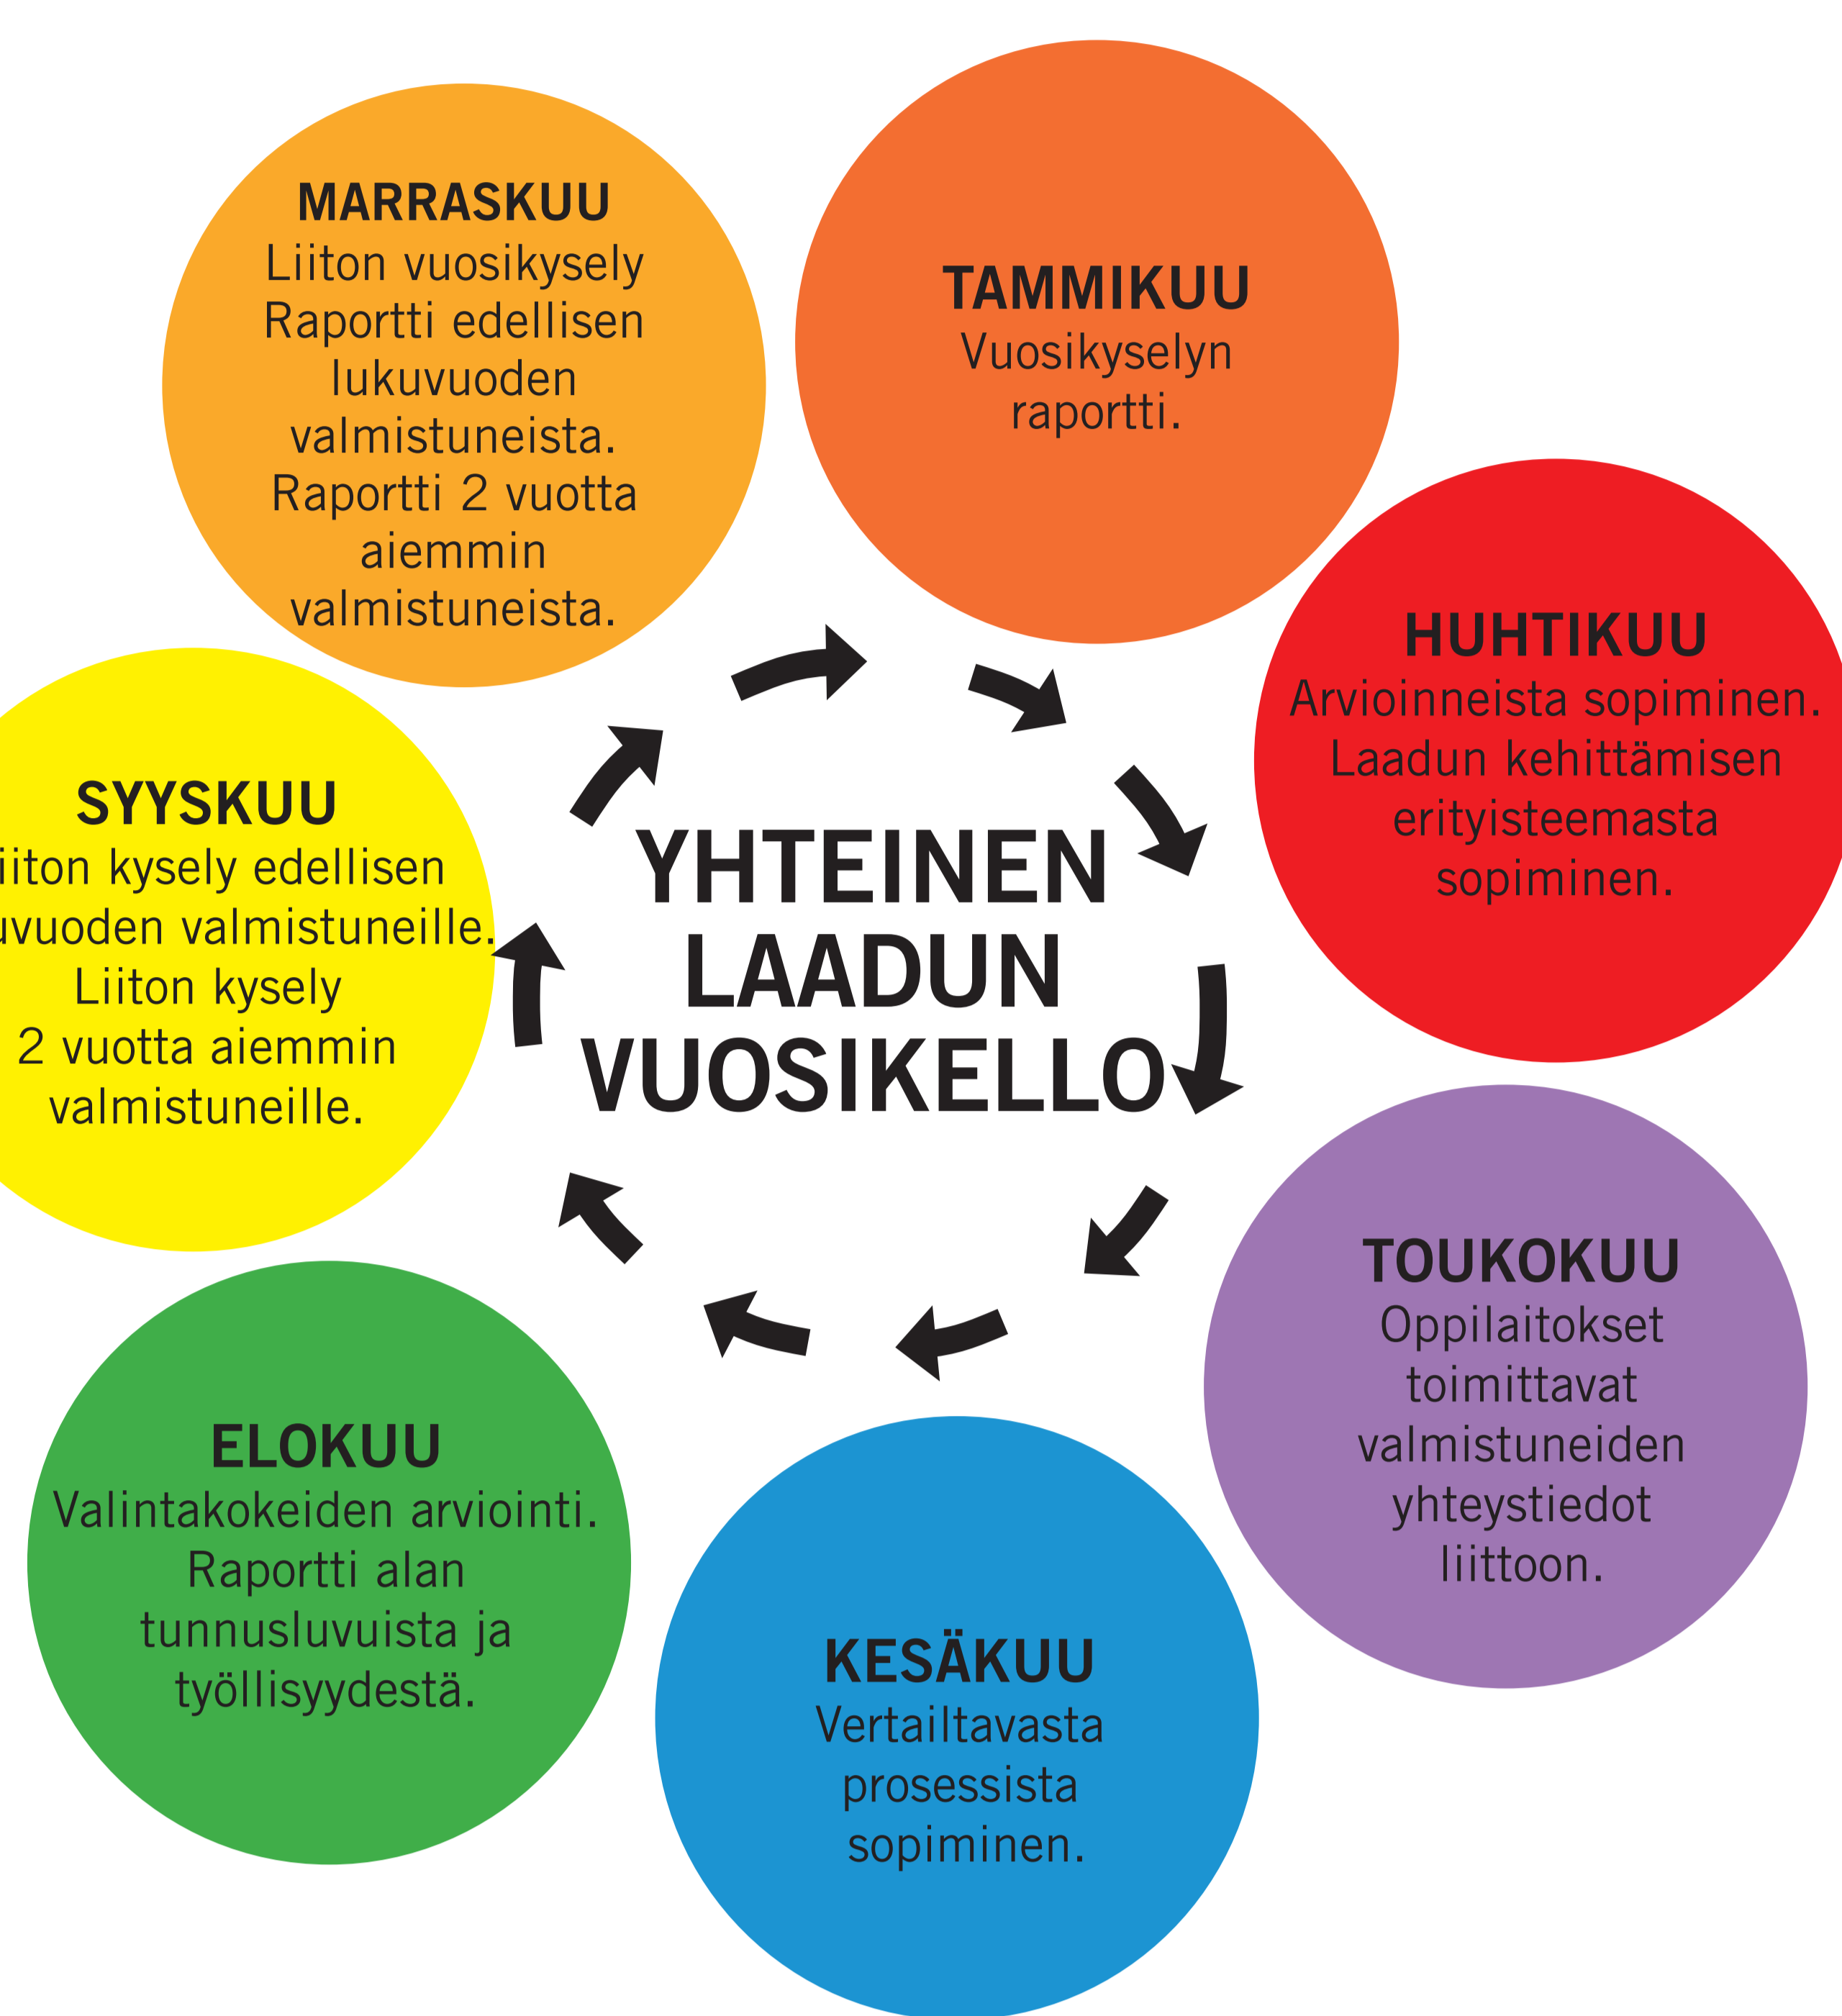 MARRASKUU
Liiton vuosikysely
Raportti edellisen
lukuvuoden
valmistuneista.
Raportti 2 vuotta
aiemmin
valmistuneista.
TAMMIKUU
Vuosikyselyn
raportti.
HUHTIKUU
Arvioinneista sopiminen.
Laadun kehittämisen
erityisteemasta
sopiminen.
SYYSKUU
iiton kysely edellisen
uvuoden valmistuneille.
Liiton kysely
2 vuotta aiemmin
valmistuneille.
YHTEINEN
LAADUN
VUOSIKELLO
TOUKOKUU
Oppilaitokset
toimittavat
valmistuneiden
yhteystiedot
liittoon.
ELOKUU
Valintakokeiden arviointi.
Raportti alan
tunnusluvuista ja
työllisyydestä.
KESÄKUU
Vertailtavasta
prosessista
sopiminen.